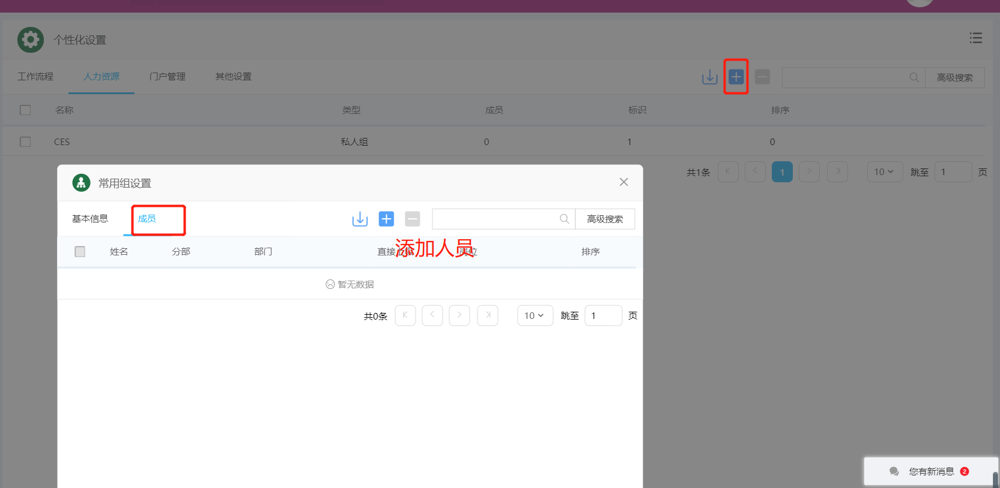 个性化设置
工作流程 人力资源 门户管理 其他设置 高级搜索
名称 类型 成员 标识 排序
CES 私人组 0 1 0
共1条 1 10 跳至 1 页
常用组设置
基本信息 成员 高级搜索
添加人员
姓名 分部 部门 直接上级 岗位 排序
暂无数据
共0条 10 跳至 1 页
您有新消息 2